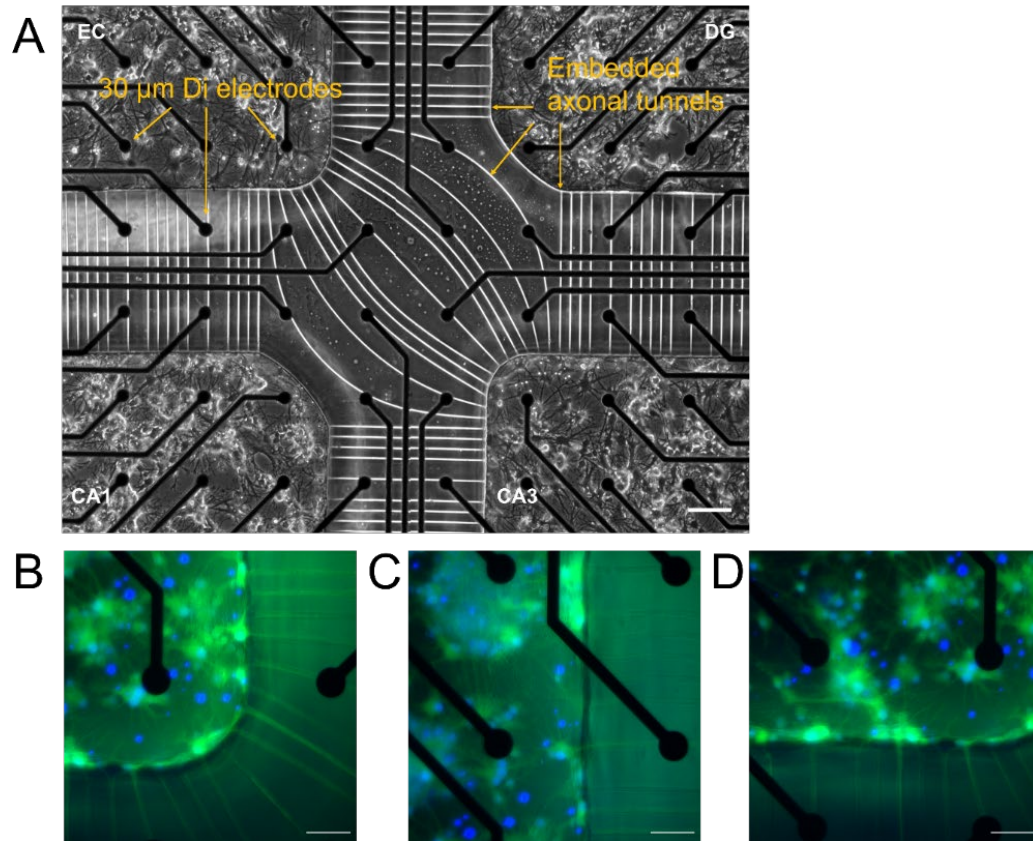 A
EC
DG
30 µm Di electrodes
Embedded
axonal tunnels
CA1
CA3
B
C
D